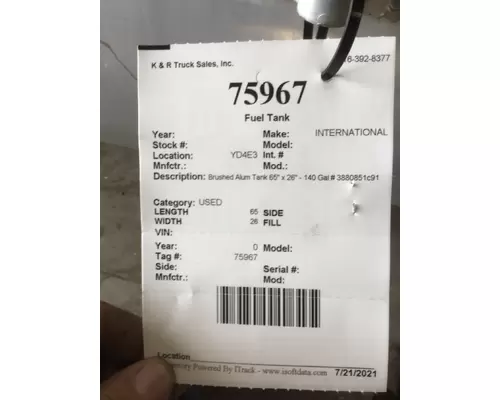 K & R Truck Sales, Inc. 6-392-8377
75967
Fuel Tank
Year: Make: INTERNATIONAL
Stock #: Model:
Location: YD4E3 Int. #
Mnfctr.: Mod.:
Description: Brushed Alum Tank 65" x 26" - 140 Gal # 3880851c91
Category: USED
LENGTH 65 SIDE
WIDTH 26 FILL
VIN:
Year: 0 Model:
Tag #: 75967
Side: Serial #:
Mnfctr.: Mod:
Location
Powered By ITrack - www.isoftdata.com 7/21/2021